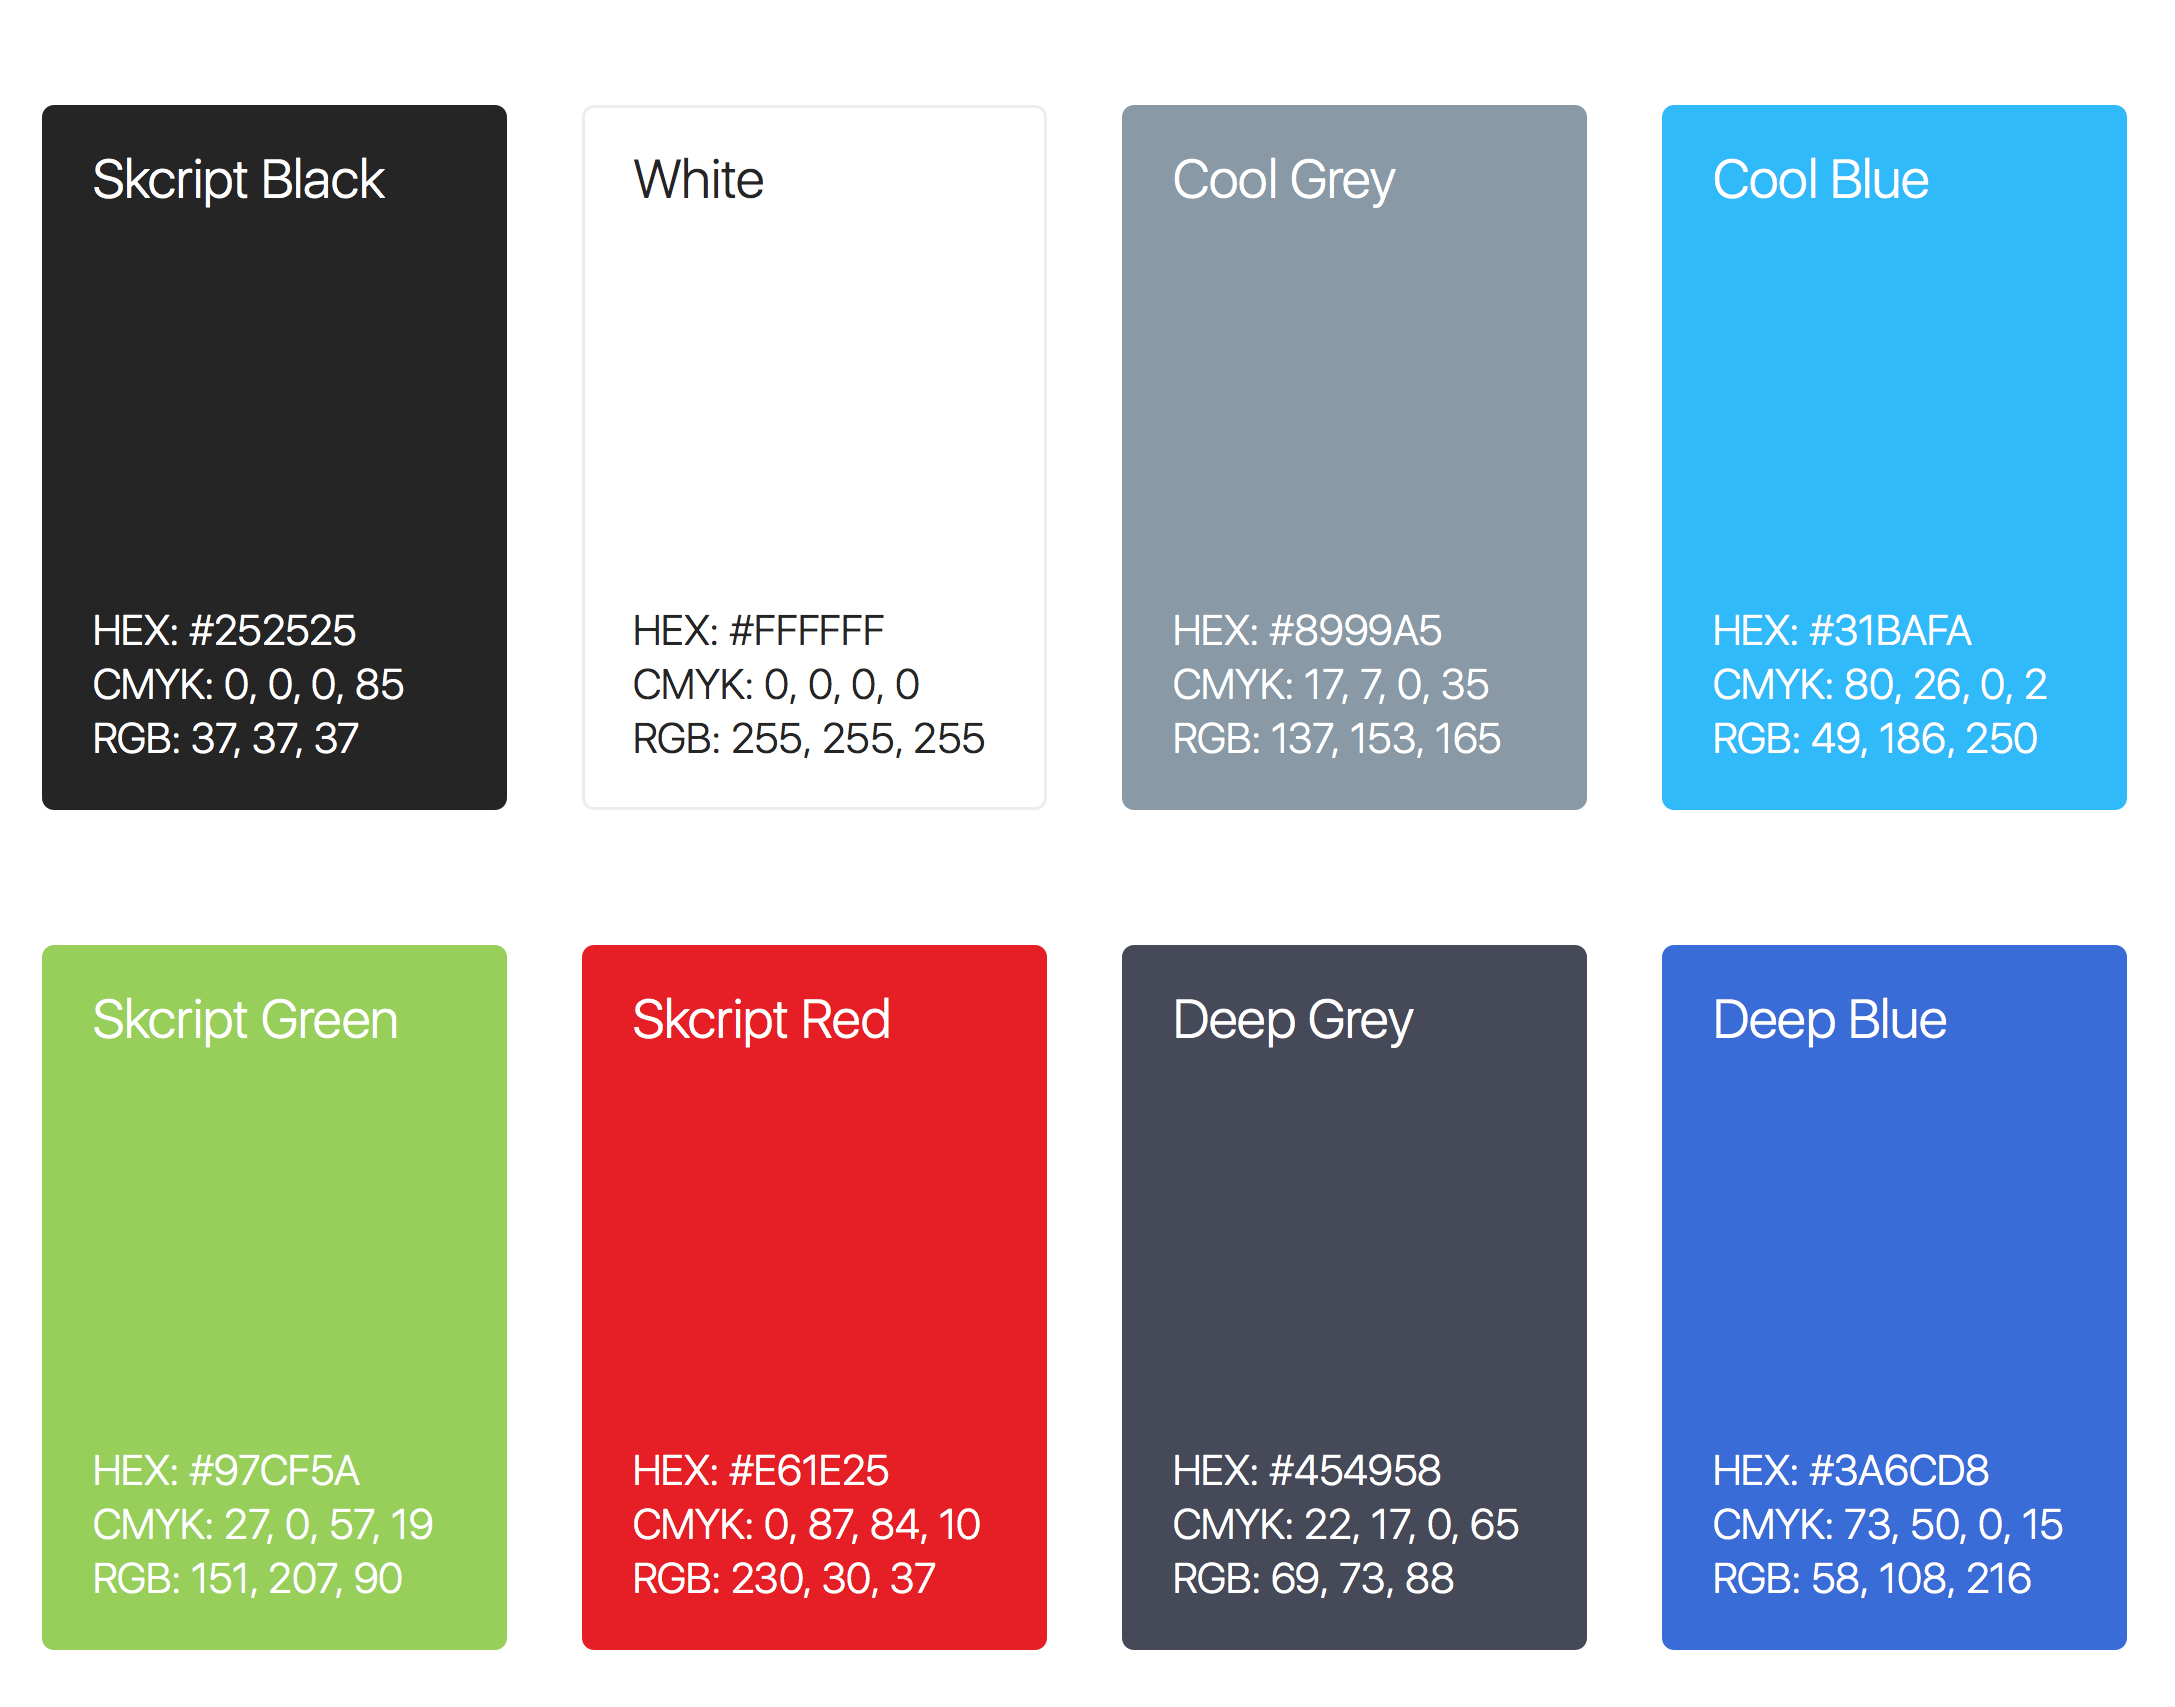 Skcript Black
HEX: #252525
CMYK: 0, 0, 0, 85
RGB: 37, 37, 37
White
HEX: #FFFFFF
CMYK: 0, 0, 0, 0
RGB: 255, 255, 255
Cool Grey
HEX: #8999A5
CMYK: 17, 7, 0, 35
RGB: 137, 153, 165
Cool Blue
HEX: #31BAFA
CMYK: 80, 26, 0, 2
RGB: 49, 186, 250
Skcript Green
HEX: #97CF5A
CMYK: 27, 0, 57, 19
RGB: 151, 207, 90
Skcript Red
HEX: #E61E25
CMYK: 0, 87, 84, 10
RGB: 230, 30, 37
Deep Grey
HEX: #454958
CMYK: 22, 17, 0, 65
RGB: 69, 73, 88
Deep Blue
HEX: #3A6CD8
CMYK: 73, 50, 0, 15
RGB: 58, 108, 216